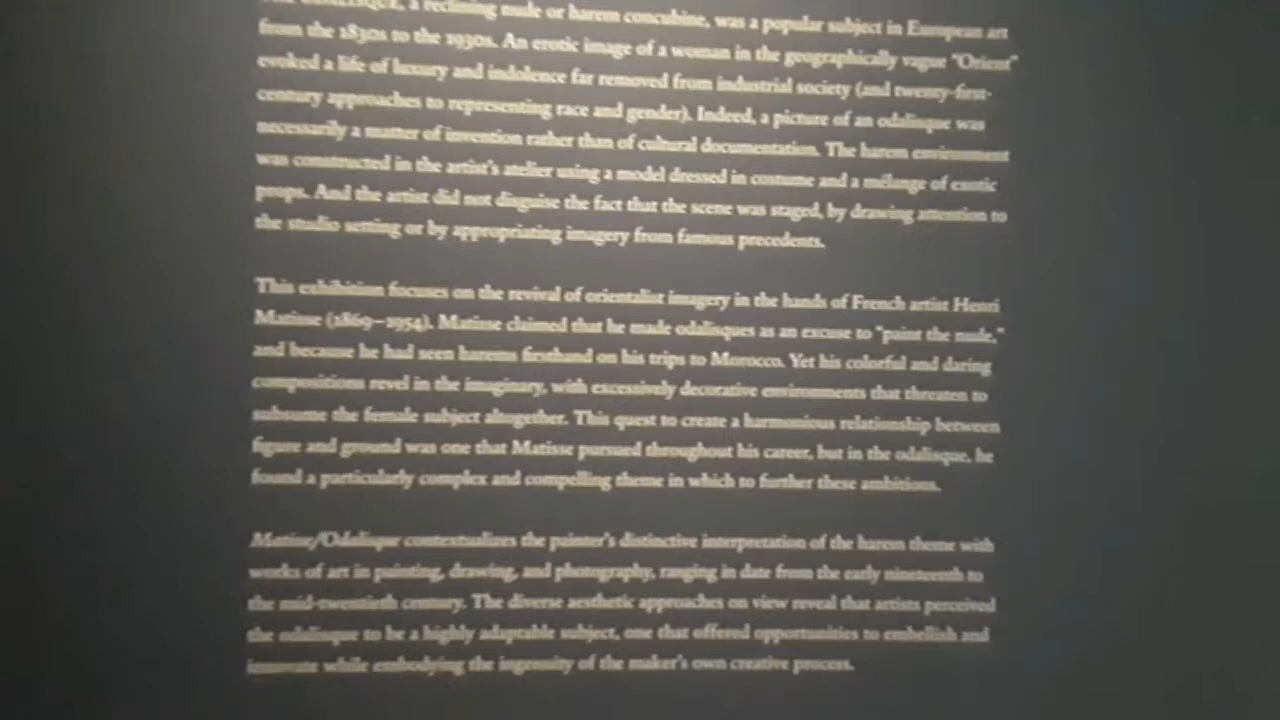 THE ODALISQUE, a reclining nude or harem concubine, was a popular subject in European art
from the 1830s to the 1930s. An erotic image of a woman in the geographically vague "Orient"
evoked a life of luxury and indolence far removed from industrial society (and twenty-first-
century approaches to representing race and gender). Indeed, a picture of an odalisque was
necessarily a matter of invention rather than of cultural documentation. The harem environment
was constructed in the artist's atelier using a model dressed in costume and a mélange of exotic
props. And the artist did not disguise the fact that the scene was staged, by drawing attention to
the studio setting or by appropriating imagery from famous precedents.
This exhibition focuses on the revival of orientalist imagery in the hands of French artist Henri
Matisse (1869–1954). Matisse claimed that he made odalisques as an excuse to "paint the nude,"
and because he had seen harems firsthand on his trips to Morocco. Yet his colorful and daring
compositions revel in the imaginary, with excessively decorative environments that threaten to
subsume the female subject altogether. This quest to create a harmonious relationship between
figure and ground was one that Matisse pursued throughout his career, but in the odalisque, he
found a particularly complex and compelling theme in which to further these ambitions.
Matisse/Odalisque contextualizes the painter's distinctive interpretation of the harem theme with
works of art in painting, drawing, and photography, ranging in date from the early nineteenth to
the mid-twentieth century. The diverse aesthetic approaches on view reveal that artists perceived
the odalisque to be a highly adaptable subject, one that offered opportunities to embellish and
innovate while embodying the ingenuity of the maker's own creative process.